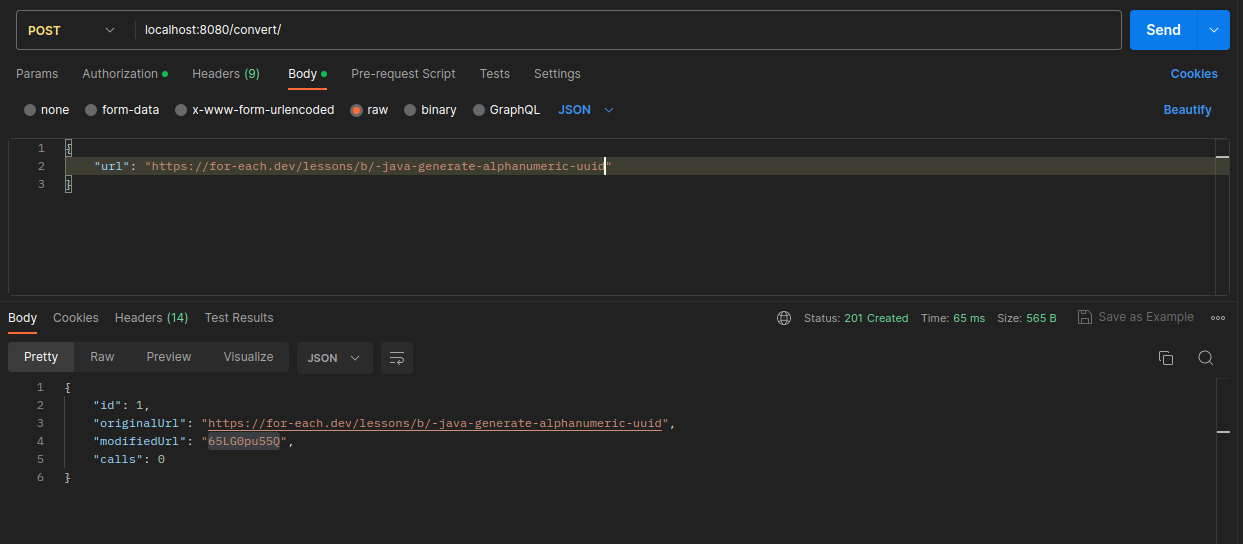 POST localhost:8080/convert/ Send
Params Authorization Headers (9) Body Pre-request Script Tests Settings Cookies
none form-data x-www-form-urlencoded raw binary GraphQL JSON Beautify
1 {
2 "url": "https://for-each.dev/lessons/b/-java-generate-alphanumeric-uuid"
3 }
Body Cookies Headers (14) Test Results Status: 201 Created Time: 65 ms Size: 565 B Save as Example
Pretty Raw Preview Visualize JSON
1 {
2 "id": 1,
3 "originalUrl": "https://for-each.dev/lessons/b/-java-generate-alphanumeric-uuid",
4 "modifiedUrl": "65LG0pu55Q",
5 "calls": 0
6 }